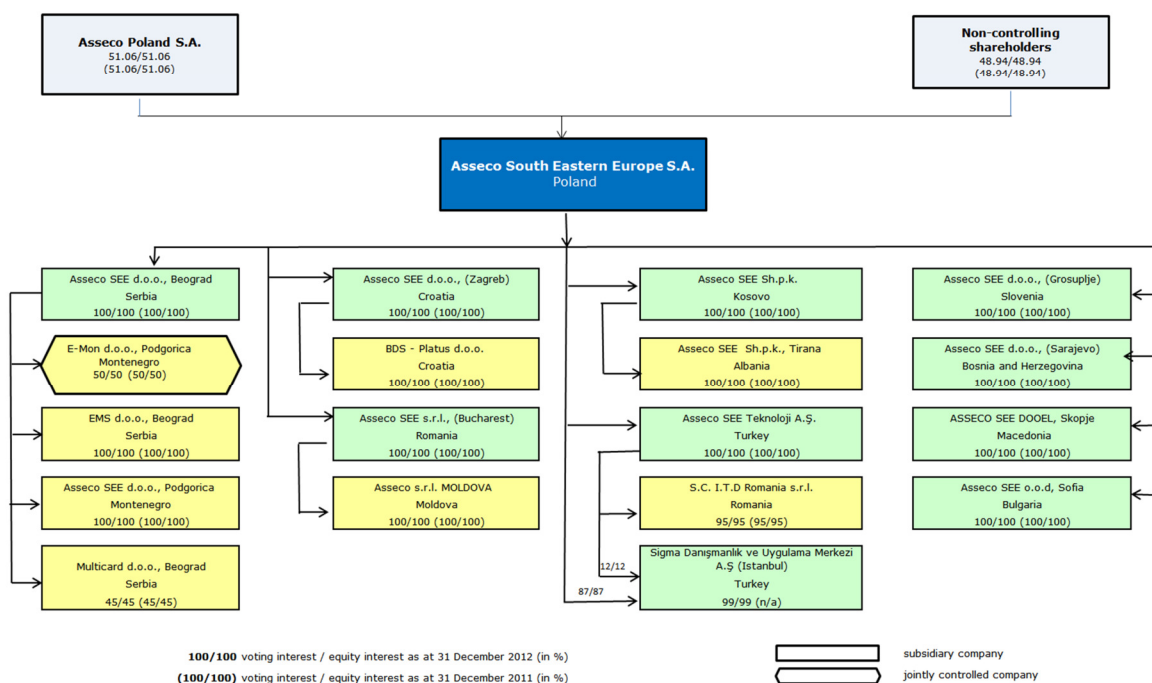 Asseco Poland S.A.
51.06/51.06
(51.06/51.06)
Non-controlling
shareholders
48.94/48.94
(48.94/48.94)
Asseco South Eastern Europe S.A.
Poland
Asseco SEE d.o.o., Beograd
Serbia
100/100 (100/100)
E-Mon d.o.o., Podgorica
Montenegro
50/50 (50/50)
EMS d.o.o., Beograd
Serbia
100/100 (100/100)
Asseco SEE d.o.o., Podgorica
Montenegro
100/100 (100/100)
Multicard d.o.o., Beograd
Serbia
45/45 (45/45)
Asseco SEE d.o.o., (Zagreb)
Croatia
100/100 (100/100)
BDS - Platus d.o.o.
Croatia
100/100 (100/100)
Asseco SEE s.r.l., (Bucharest)
Romania
100/100 (100/100)
Asseco s.r.l. MOLDOVA
Moldova
100/100 (100/100)
Asseco SEE Sh.p.k.
Kosovo
100/100 (100/100)
Asseco SEE Sh.p.k., Tirana
Albania
100/100 (100/100)
Asseco SEE Teknoloji A.Ş.
Turkey
100/100 (100/100)
S.C. I.T.D Romania s.r.l.
Romania
95/95 (95/95)
12/12
87/87
Sigma Danışmanlık ve Uygulama Merkezi
A.Ş (Istanbul)
Turkey
99/99 (n/a)
Asseco SEE d.o.o., (Grosuplje)
Slovenia
100/100 (100/100)
Asseco SEE d.o.o., (Sarajevo)
Bosnia and Herzegovina
100/100 (100/100)
ASSECO SEE DOOEL, Skopje
Macedonia
100/100 (100/100)
Asseco SEE o.o.d, Sofia
Bulgaria
100/100 (100/100)
100/100 voting interest / equity interest as at 31 December 2012 (in %)
(100/100) voting interest / equity interest as at 31 December 2011 (in %)
subsidiary company
jointly controlled company